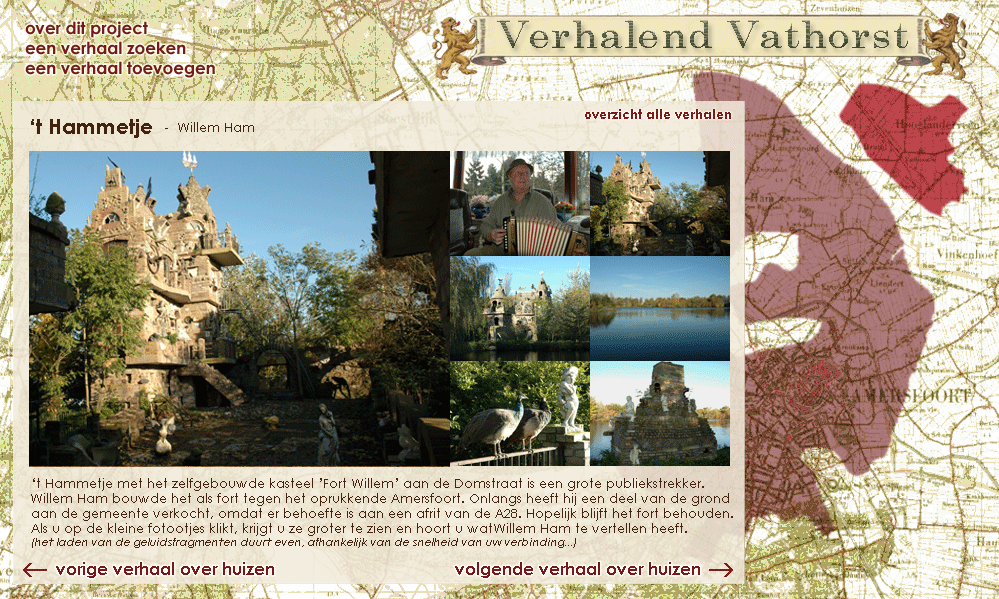 over dit project
een verhaal zoeken
een verhaal toevoegen
Verhalend Vathorst
overzicht alle verhalen
't Hammetje - Willem Ham
't Hammetje met het zelfgebouwde kasteel 'Fort Willem' aan de Domstraat is een grote publiekstrekker.
Willem Ham bouwde het als fort tegen het oprukkende Amersfoort. Onlangs heeft hij een deel van de grond
aan de gemeente verkocht, omdat er behoefte is aan een afrit van de A28. Hopelijk blijft het fort behouden.
Als u op de kleine fotootjes klikt, krijgt u ze groter te zien en hoort u watWillem Ham te vertellen heeft.
(het laden van de geluidsfragmenten duurt even, afhankelijk van de snelheid van uw verbinding...)
← vorige verhaal over huizen
volgende verhaal over huizen →
Zevenhuizen
Hooglanderveen
Vinkenhoef
Liendert
AMERSFOORT